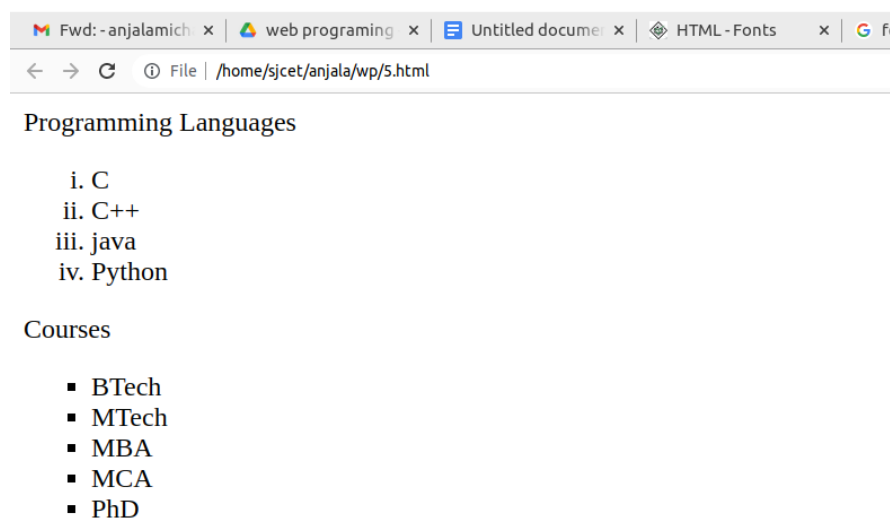 Fwd: - anjalamich
web programing
Untitled documen
HTML - Fonts
File | /home/sjcet/anjala/wp/5.html
Programming Languages
i. C
ii. C++
iii. java
iv. Python
Courses
▪ BTech
▪ MTech
▪ MBA
▪ MCA
▪ PhD